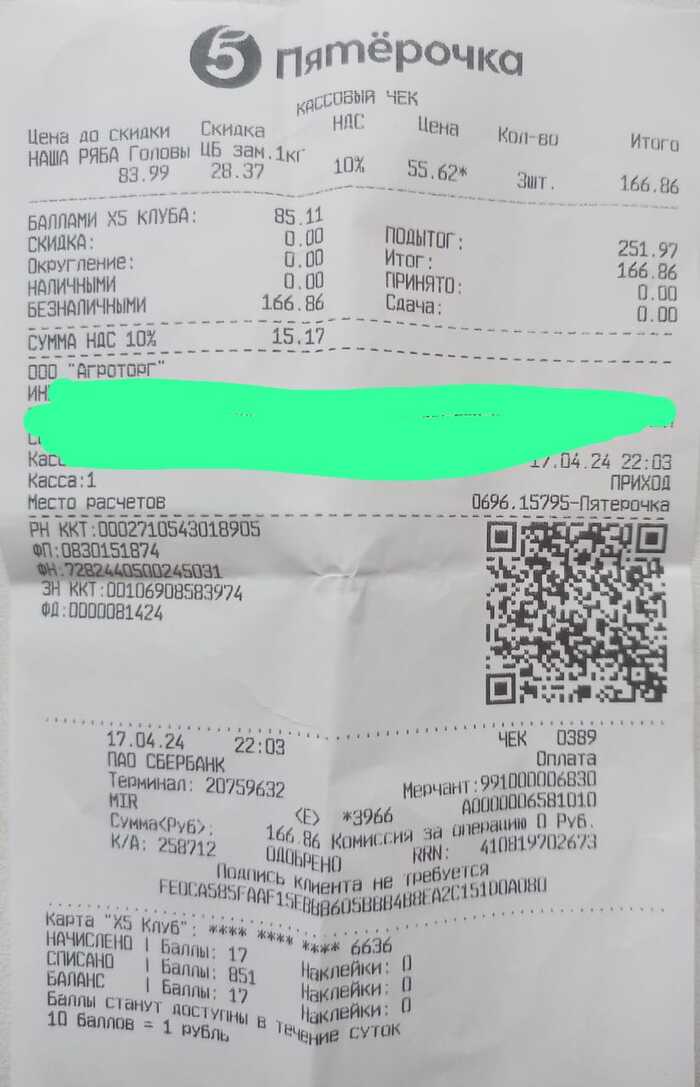 5 Пятёрочка
КАССОВЫЙ ЧЕК
Цена до скидки Скидка НДС Цена Кол-во Итого
НАША РЯБА Головы ЦБ зам.1кг
83.99 28.37 10% 55.62* 3шт. 166.86
БАЛЛАМИ Х5 КЛУБА: 85.11
СКИДКА: 0.00 ПОДЫТОГ: 251.97
Округление: 0.00 Итог: 166.86
НАЛИЧНЫМИ 0.00 ПРИНЯТО: 0.00
БЕЗНАЛИЧНЫМИ 166.86 Сдача: 0.00
СУММА НДС 10% 15.17
ООО "Агроторг"
17.04.24 22:03
Касса:1 ПРИХОД
Место расчетов 0696.15795-Пятерочка
РН ККТ:0002710543018905
ФП:0830151874
ФН:7282440500245031
ЗН ККТ:00106908583974
ФД:0000081424
17.04.24 22:03 ЧЕК 0389
ПАО СБЕРБАНК Оплата
Терминал: 20759632 Мерчант:991000006830
MIR <E> *3966 A0000006581010
Сумма<Руб>: 166.86 Комиссия за операцию 0 Руб.
К/А: 258712 ОДОБРЕНО RRN: 410819702673
Подпись клиента не требуется
Карта "Х5 Клуб": **** **** **** 6636
НАЧИСЛЕНО | Баллы: 17 Наклейки: 0
СПИСАНО | Баллы: 851 Наклейки: 0
БАЛАНС | Баллы: 17 Наклейки: 0
Баллы станут доступны в течение суток
10 баллов = 1 рубль